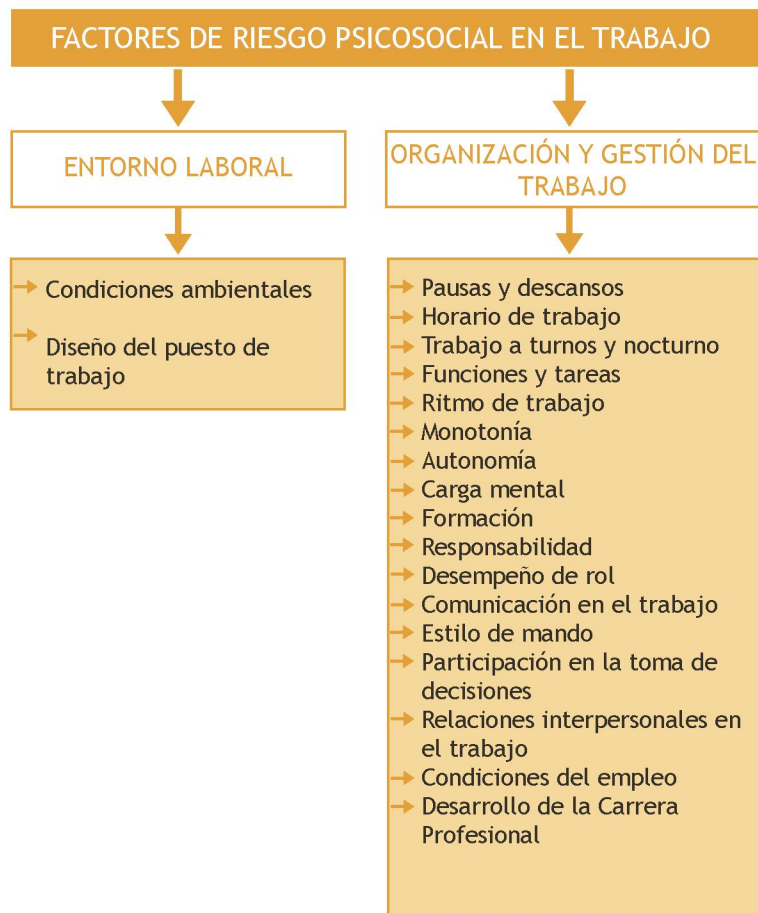 FACTORES DE RIESGO PSICOSOCIAL EN EL TRABAJO
ENTORNO LABORAL
Condiciones ambientales
Diseño del puesto de
trabajo
ORGANIZACIÓN Y GESTIÓN DEL
TRABAJO
Pausas y descansos
Horario de trabajo
Trabajo a turnos y nocturno
Funciones y tareas
Ritmo de trabajo
Monotonía
Autonomía
Carga mental
Formación
Responsabilidad
Desempeño de rol
Comunicación en el trabajo
Estilo de mando
Participación en la toma de
decisiones
Relaciones interpersonales en
el trabajo
Condiciones del empleo
Desarrollo de la Carrera
Profesional